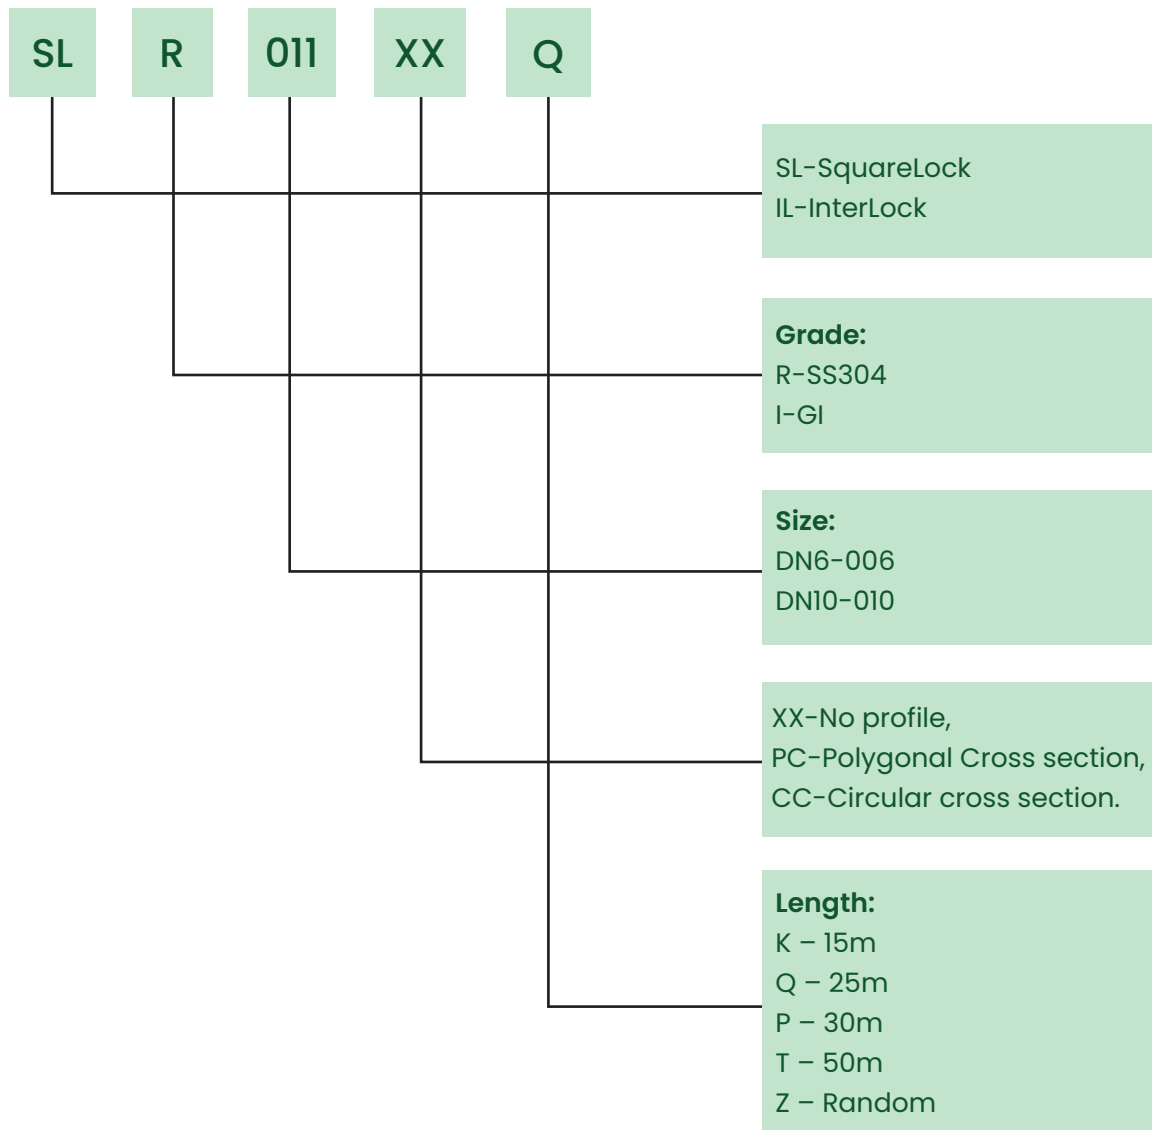 SL R 011 XX Q
SL-SquareLock
IL-InterLock
Grade:
R-SS304
I-GI
Size:
DN6-006
DN10-010
XX-No profile,
PC-Polygonal Cross section,
CC-Circular cross section.
Length:
K – 15m
Q – 25m
P – 30m
T – 50m
Z – Random